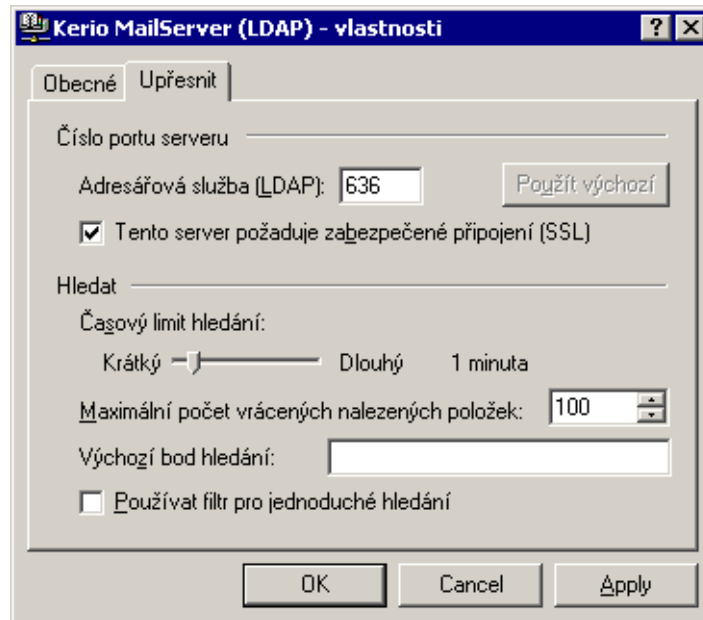 Kerio MailServer (LDAP) - vlastnosti
Obecné Upřesnit
Číslo portu serveru
Adresářová služba (LDAP): 636 Použít výchozí
Tento server požaduje zabezpečené připojení (SSL)
Hledat
Časový limit hledání:
Krátký Dlouhý 1 minuta
Maximální počet vrácených nalezených položek: 100
Výchozí bod hledání:
Používat filtr pro jednoduché hledání
OK Cancel Apply